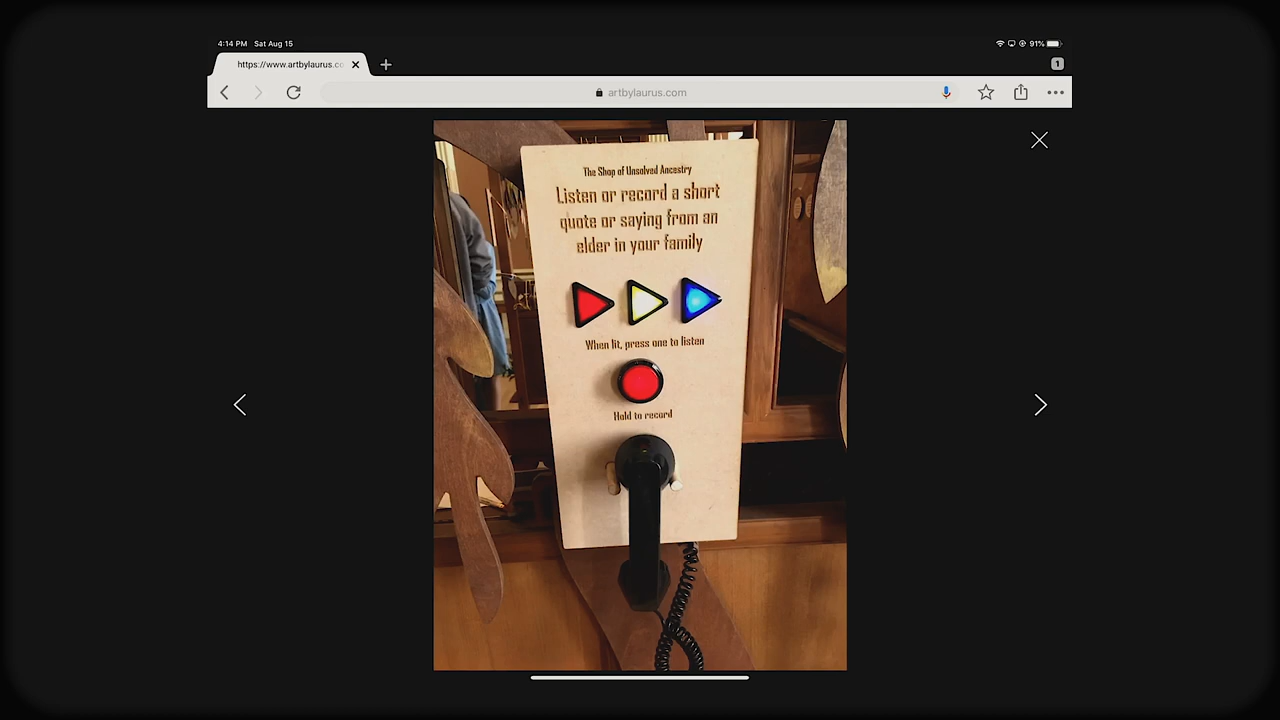 4:14 PM Sat Aug 15
91%
https://www.artbylaurus.co
1
artbylaurus.com
The Shop of Unsolved Ancestry
Listen or record a short
quote or saying from an
elder in your family
When lit, press one to listen
Hold to record